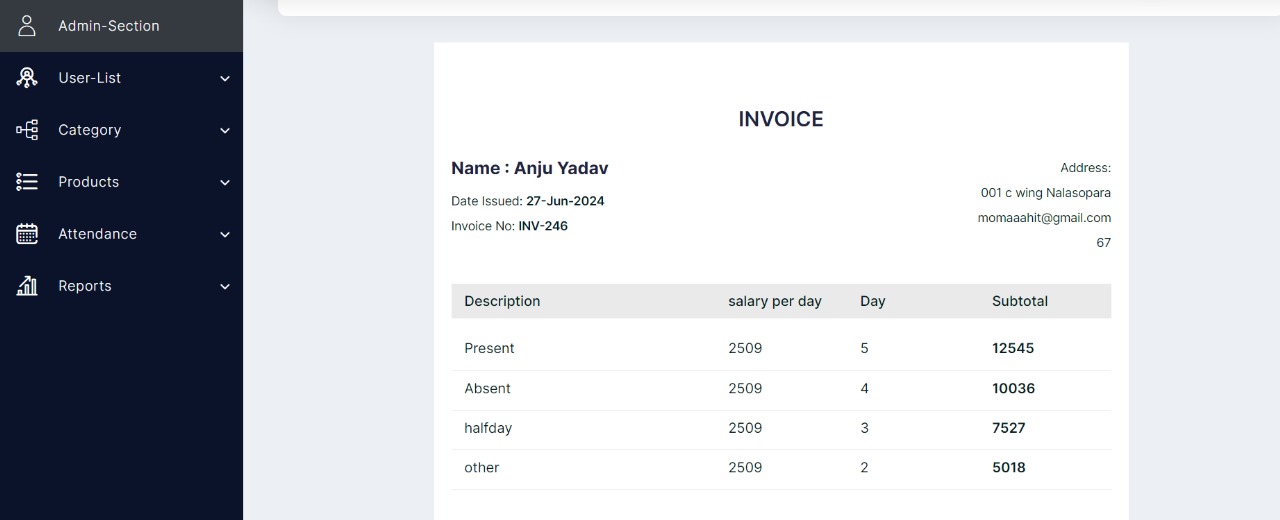 Admin-Section
User-List
Category
Products
Attendance
Reports
INVOICE
Name : Anju Yadav
Date Issued: 27-Jun-2024
Invoice No: INV-246
Address:
001 c wing Nalasopara
momaaahit@gmail.com
67
Description salary per day Day Subtotal
Present 2509 5 12545
Absent 2509 4 10036
halfday 2509 3 7527
other 2509 2 5018